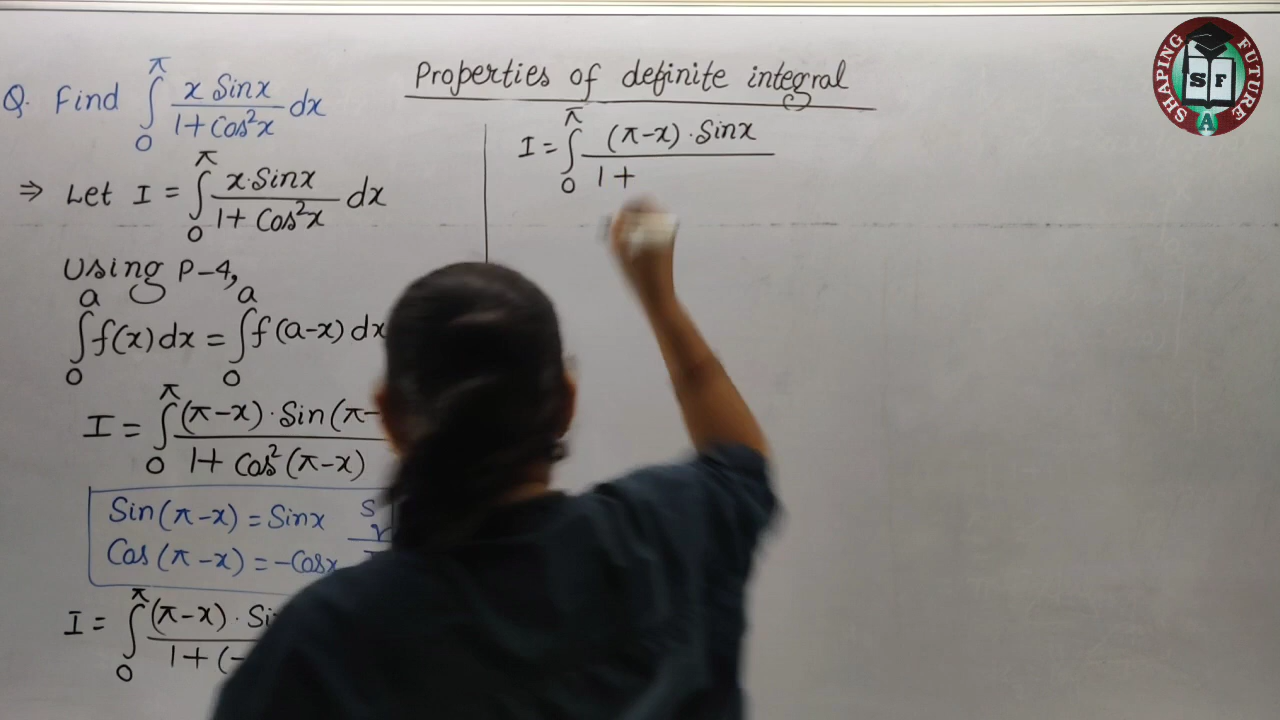 Properties of definite integral
Q. Find ∫₀^π x Sinx / 1+Cos²x dx
⇒ Let I = ∫₀^π x·Sinx / 1+Cos²x dx
Using P-4,
∫₀^a f(x)dx = ∫₀^a f(a-x) dx
I = ∫₀^π (π-x)·Sin(π- / 1+ Cos²(π-x)
Sin(π-x) = Sinx
Cos(π-x) = -Cosx
I = ∫₀^π (π-x)·Si / 1+(-
I = ∫₀^π (π-x)·Sinx / 1+
SHAPING FUTURE
S F
A